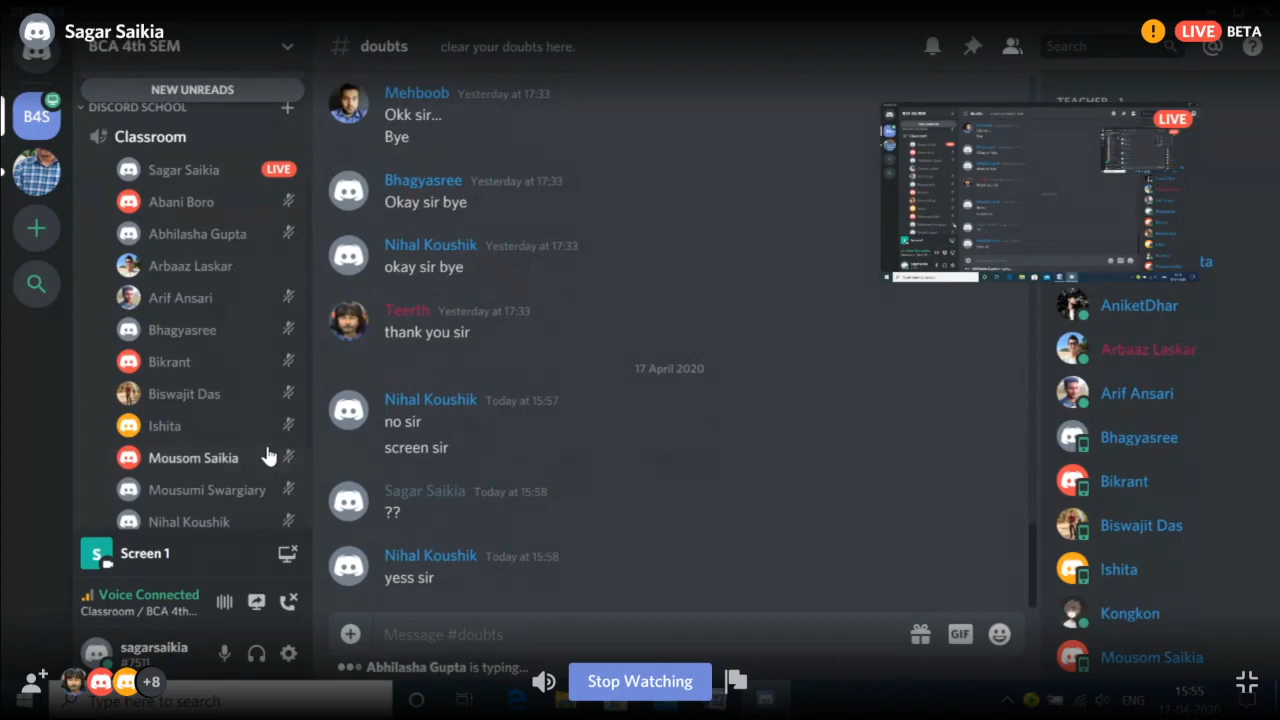 Sagar Saikia
LIVE BETA
BCA 4th SEM
# doubts clear your doubts here.
Search
NEW UNREADS
DISCORD SCHOOL
B4S
Classroom
Sagar Saikia LIVE
Abani Boro
Abhilasha Gupta
Arbaaz Laskar
Arif Ansari
Bhagyasree
Bikrant
Biswajit Das
Ishita
Mousom Saikia
Mousumi Swargiary
Nihal Koushik
S Screen 1
Voice Connected
Classroom / BCA 4th...
sagarsaikia
#7511
+8
Mehboob Yesterday at 17:33
Okk sir...
Bye
Bhagyasree Yesterday at 17:33
Okay sir bye
Nihal Koushik Yesterday at 17:33
okay sir bye
Teerth Yesterday at 17:33
thank you sir
17 April 2020
Nihal Koushik Today at 15:57
no sir
screen sir
Sagar Saikia Today at 15:58
??
Nihal Koushik Today at 15:58
yess sir
Message #doubts
GIF
Abhilasha Gupta is typing...
Stop Watching
TEACHER
LIVE
ta
AniketDhar
Arbaaz Laskar
Arif Ansari
Bhagyasree
Bikrant
Biswajit Das
Ishita
Kongkon
Mousom Saikia
Type here to search
ENG
15:55
17-04-2020